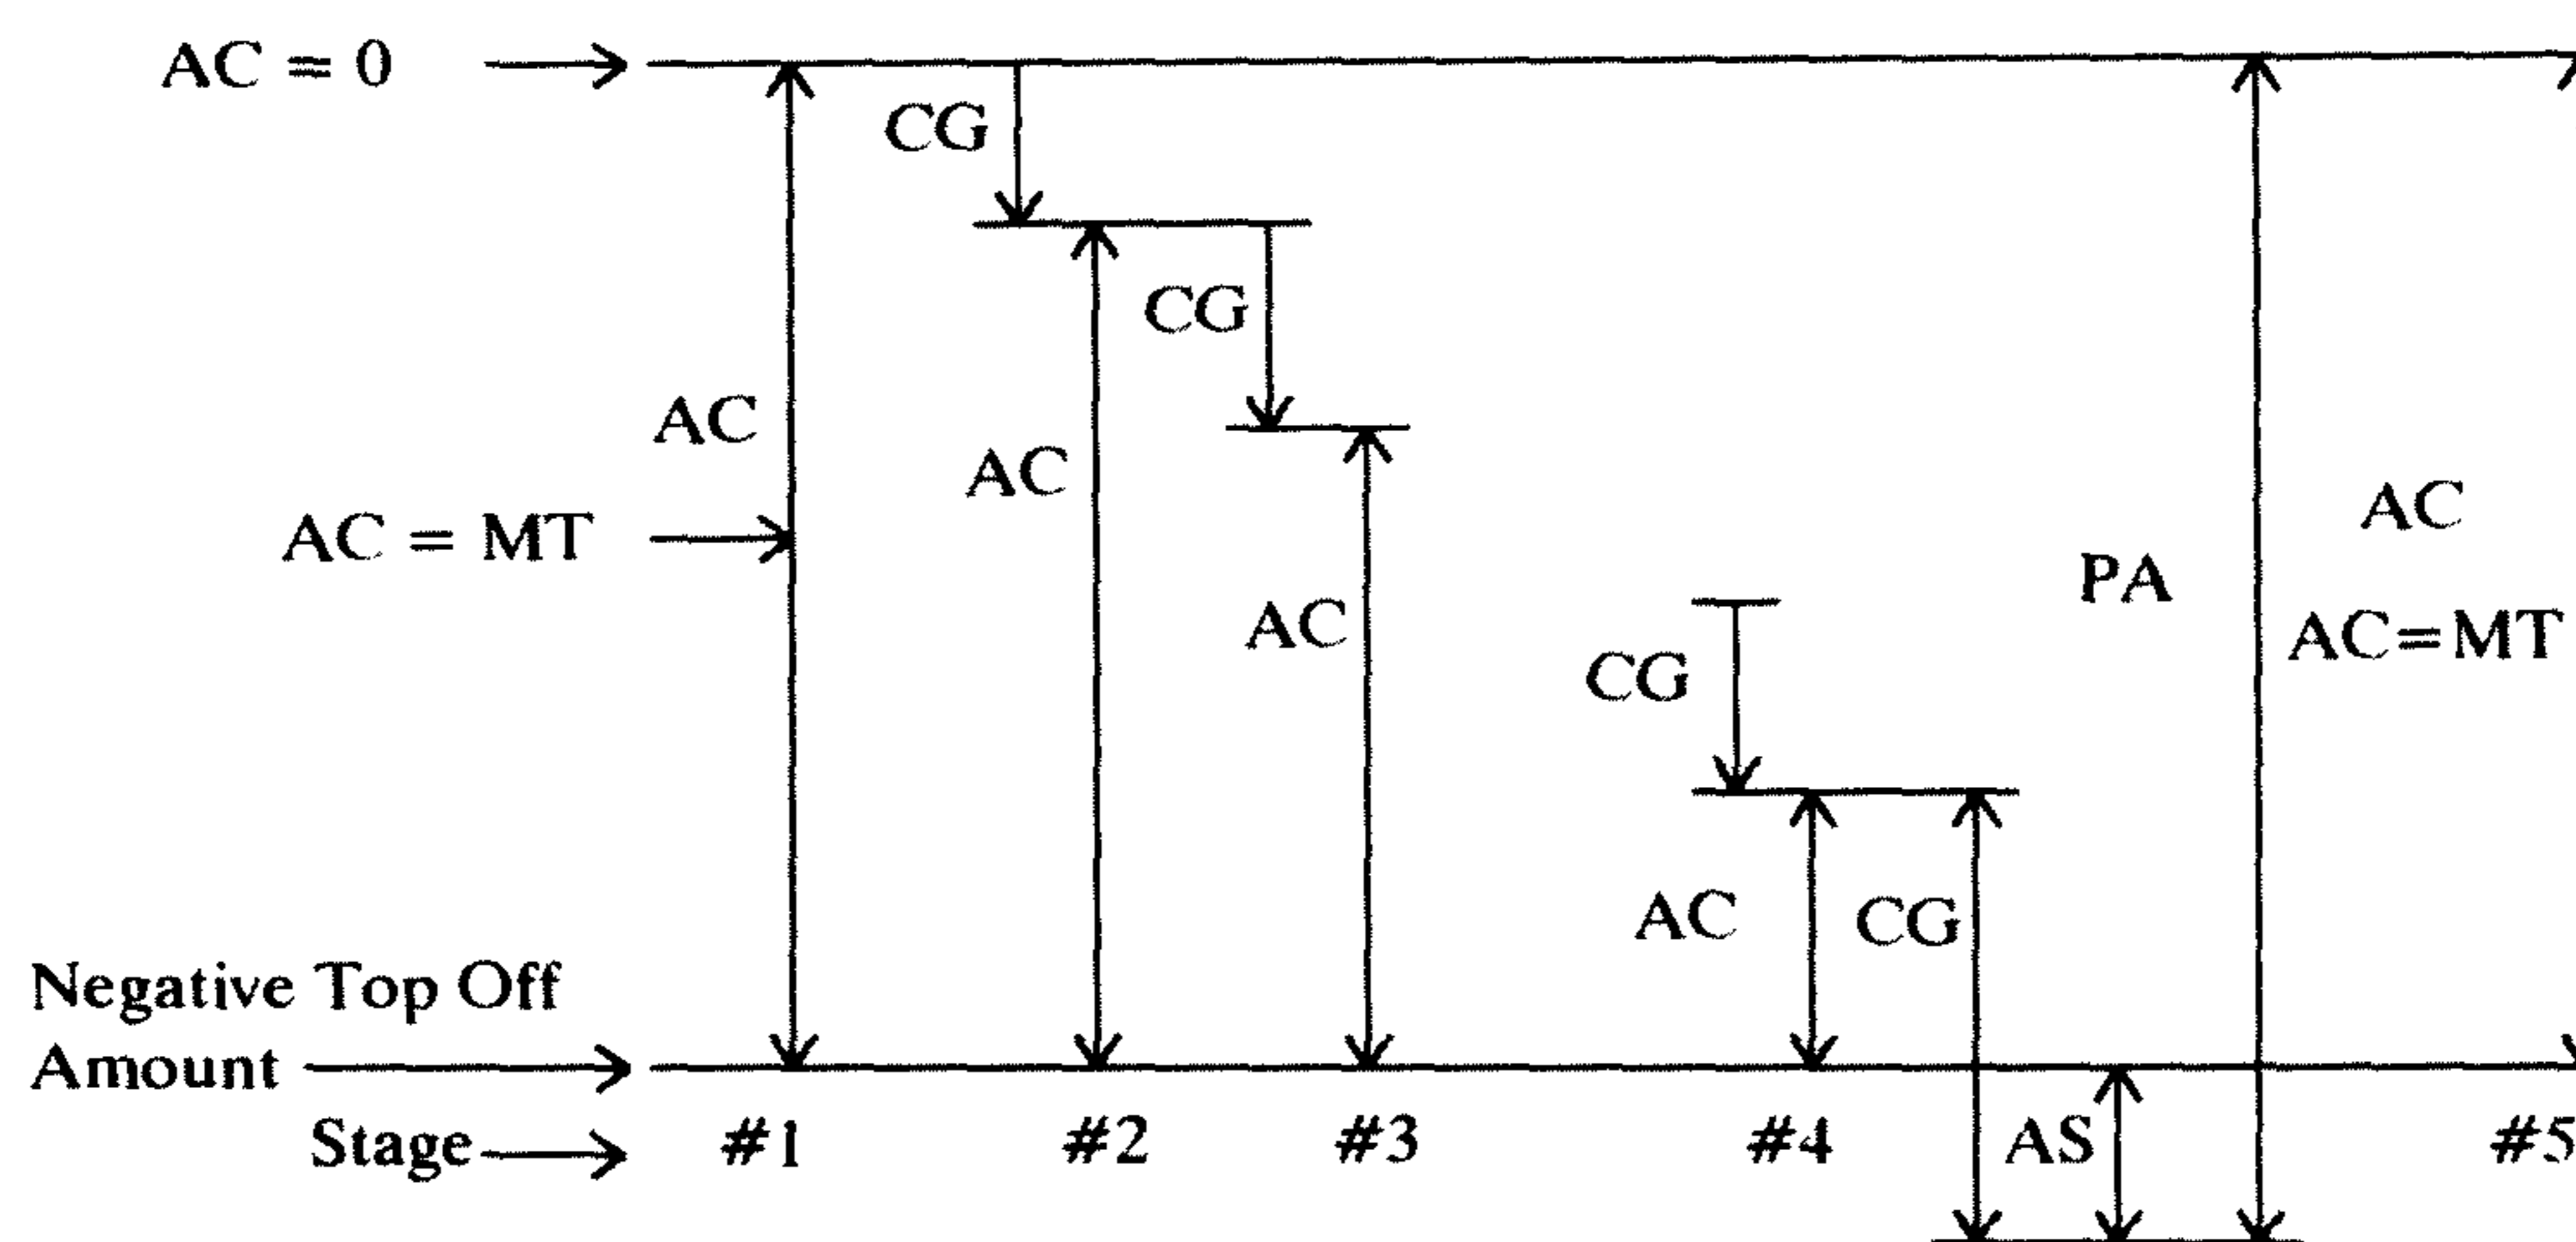 AC = 0
CG
CG
AC
AC
AC
PA
AC = MT
AC
AC=MT
CG
AC
CG
Negative Top Off
Amount
Stage #1 #2 #3 #4 AS #5